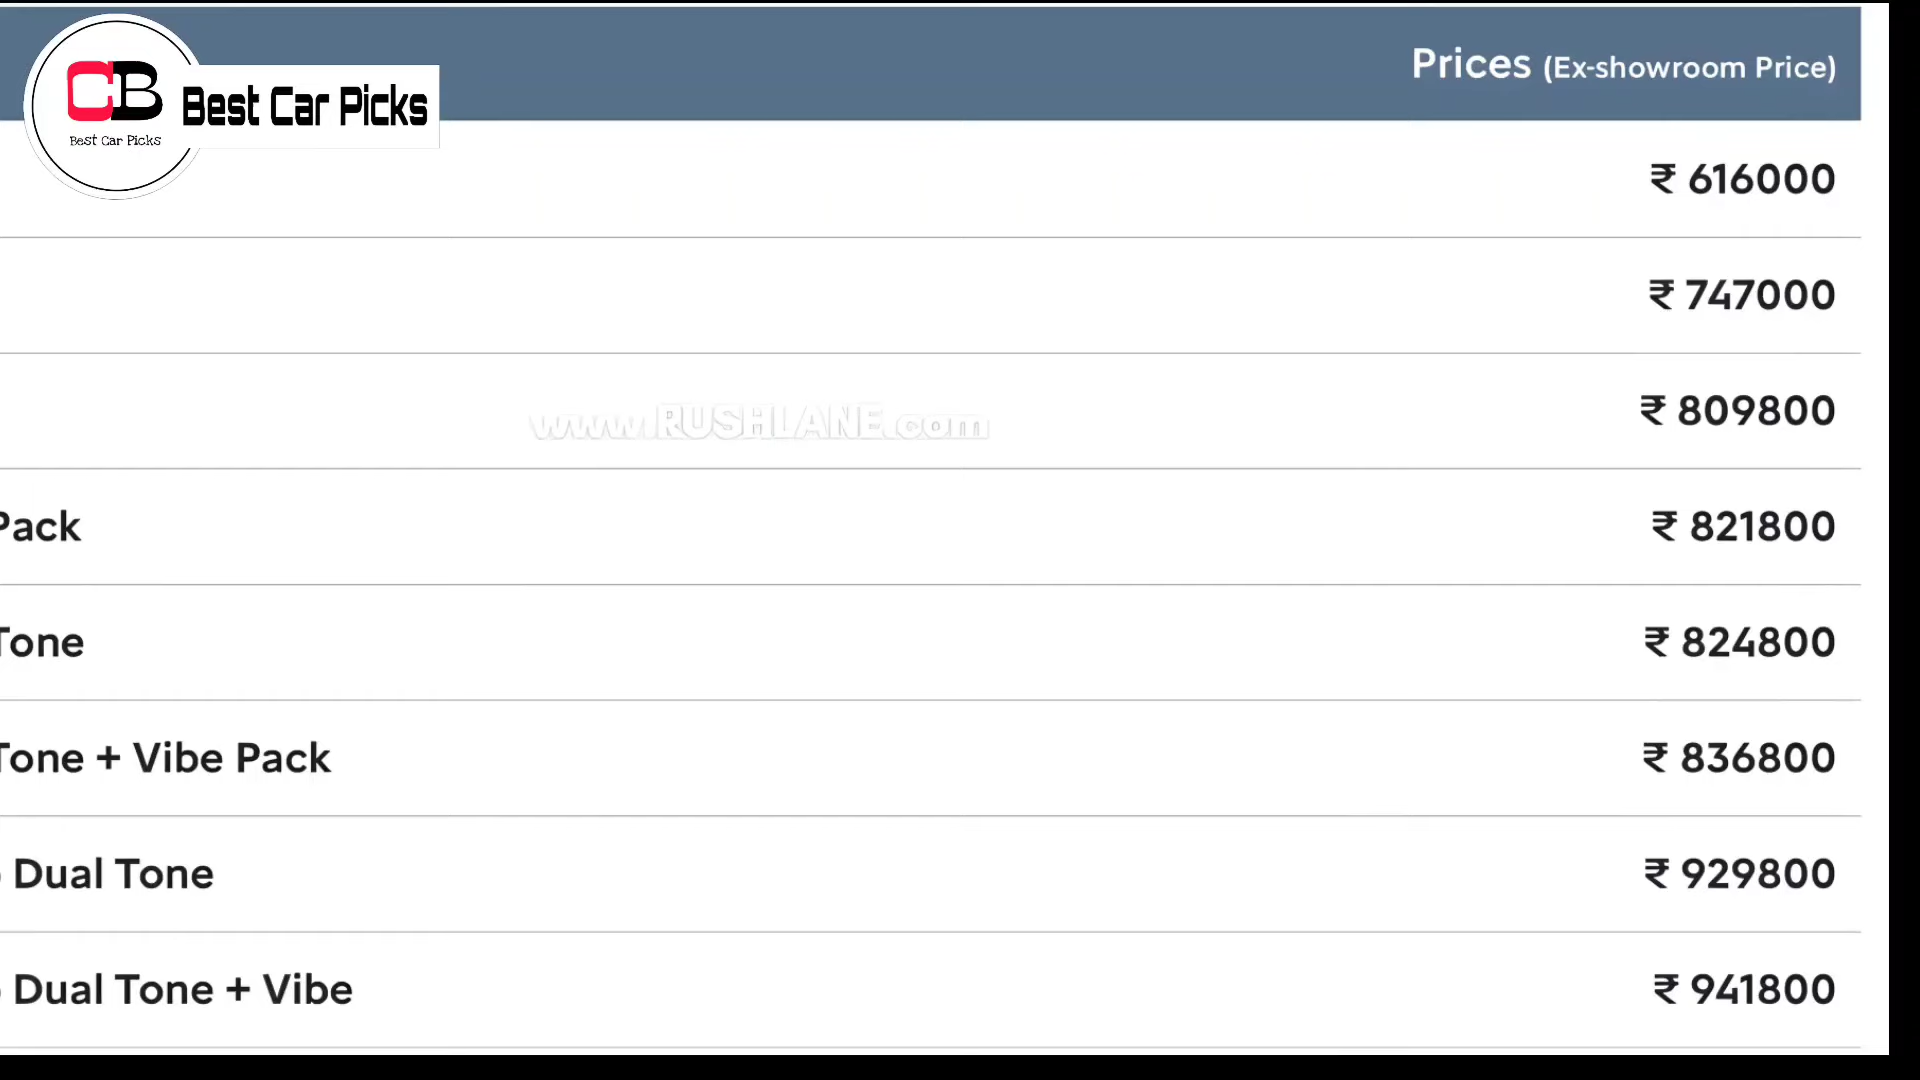 Prices (Ex-showroom Price)
CB
Best Car Picks
Best Car Picks
₹ 616000
₹ 747000
₹ 809800
www.RUSHLANE.com
Pack ₹ 821800
Tone ₹ 824800
Tone + Vibe Pack ₹ 836800
Dual Tone ₹ 929800
Dual Tone + Vibe ₹ 941800